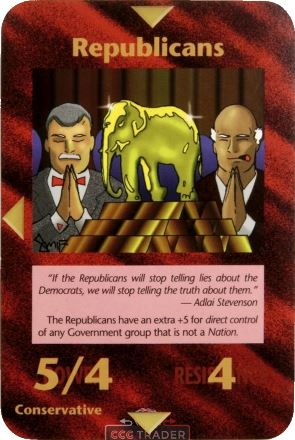 Republicans
"If the Republicans will stop telling lies about the
Democrats, we will stop telling the truth about them."
— Adlai Stevenson
The Republicans have an extra +5 for direct control
of any Government group that is not a Nation.
5/4
4
Conservative
CCG TRADER